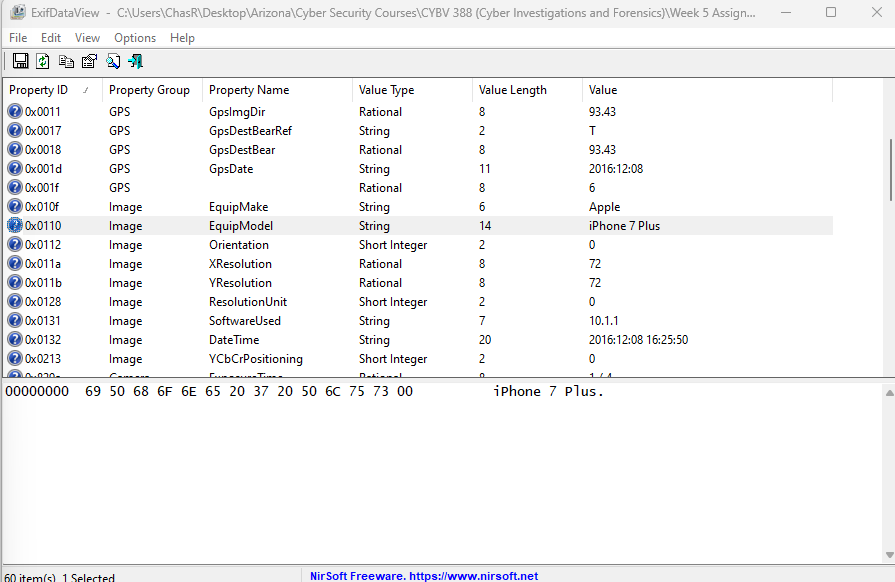 ExifDataView - C:\Users\ChasR\Desktop\Arizona\Cyber Security Courses\CYBV 388 (Cyber Investigations and Forensics)\Week 5 Assign...
File Edit View Options Help
Property ID Property Group Property Name Value Type Value Length Value
0x0011 GPS GpsImgDir Rational 8 93.43
0x0017 GPS GpsDestBearRef String 2 T
0x0018 GPS GpsDestBear Rational 8 93.43
0x001d GPS GpsDate String 11 2016:12:08
0x001f GPS Rational 8 6
0x010f Image EquipMake String 6 Apple
0x0110 Image EquipModel String 14 iPhone 7 Plus
0x0112 Image Orientation Short Integer 2 0
0x011a Image XResolution Rational 8 72
0x011b Image YResolution Rational 8 72
0x0128 Image ResolutionUnit Short Integer 2 0
0x0131 Image SoftwareUsed String 7 10.1.1
0x0132 Image DateTime String 20 2016:12:08 16:25:50
0x0213 Image YCbCrPositioning Short Integer 2 0
0x829a Camera ExposureTime Rational 8 1 / 4
00000000 69 50 68 6F 6E 65 20 37 20 50 6C 75 73 00 iPhone 7 Plus.
60 item(s), 1 Selected NirSoft Freeware. https://www.nirsoft.net